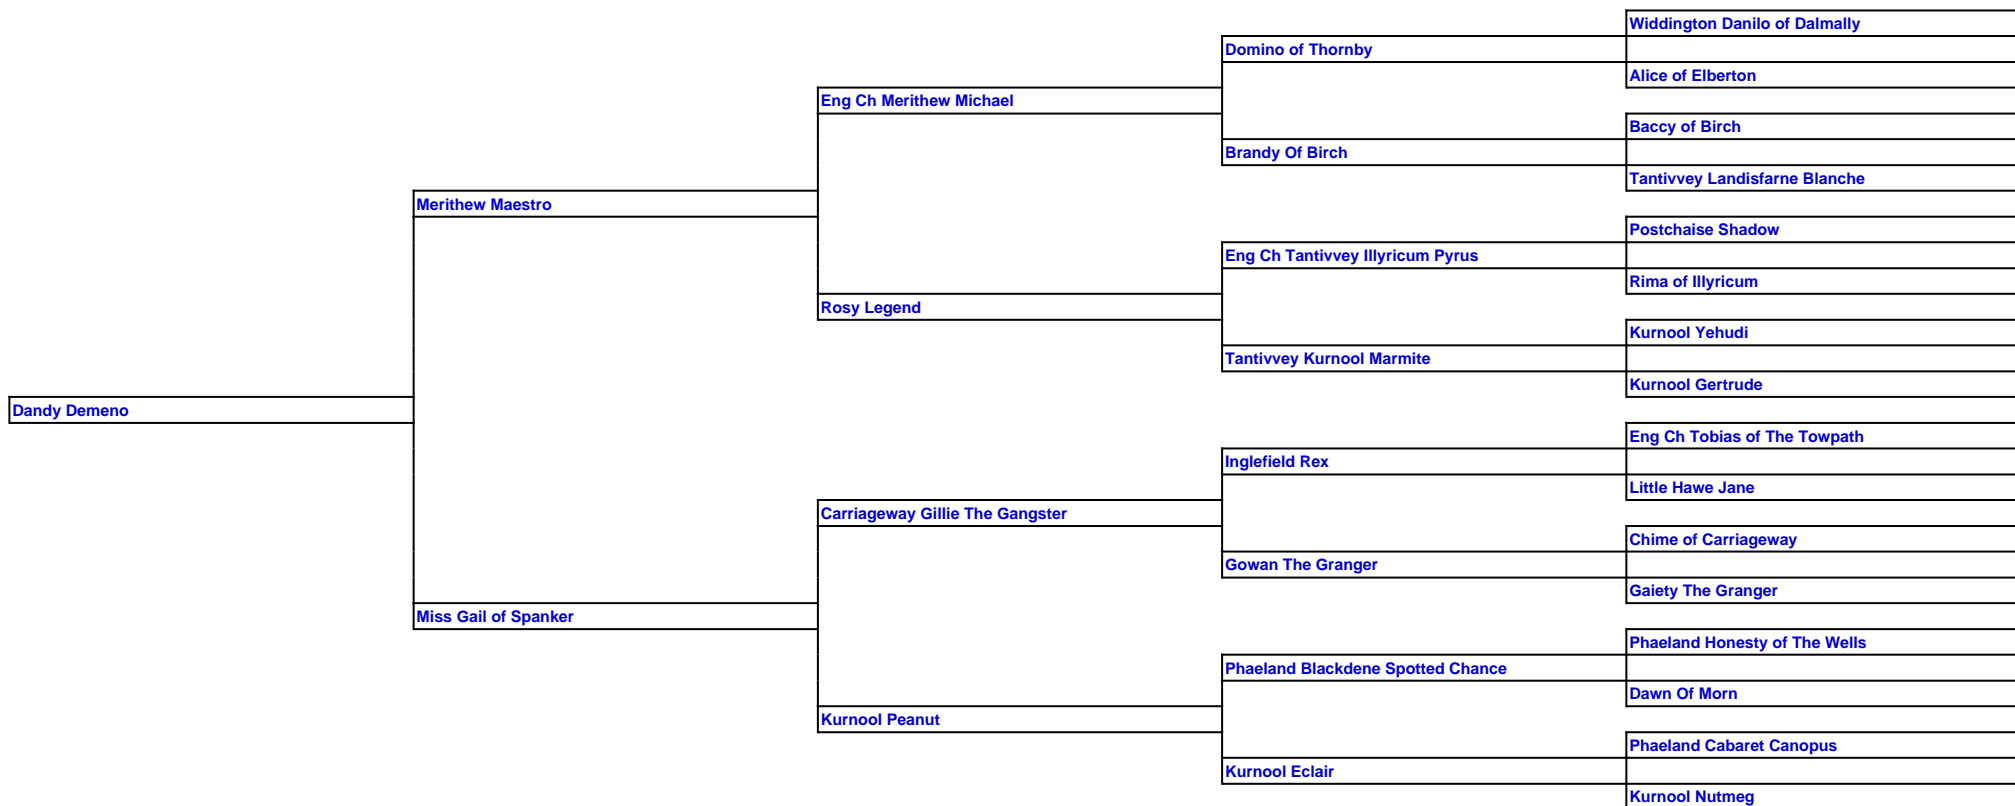 Widdington Danilo of Dalmally
Domino of Thornby
Alice of Elberton
Eng Ch Merithew Michael
Baccy of Birch
Brandy Of Birch
Tantivvey Landisfarne Blanche
Merithew Maestro
Postchaise Shadow
Eng Ch Tantivvey Illyricum Pyrus
Rima of Illyricum
Rosy Legend
Kurnool Yehudi
Tantivvey Kurnool Marmite
Kurnool Gertrude
Dandy Demeno
Eng Ch Tobias of The Towpath
Inglefield Rex
Little Hawe Jane
Carriageway Gillie The Gangster
Chime of Carriageway
Gowan The Granger
Gaiety The Granger
Miss Gail of Spanker
Phaeland Honesty of The Wells
Phaeland Blackdene Spotted Chance
Dawn Of Morn
Kurnool Peanut
Phaeland Cabaret Canopus
Kurnool Eclair
Kurnool Nutmeg